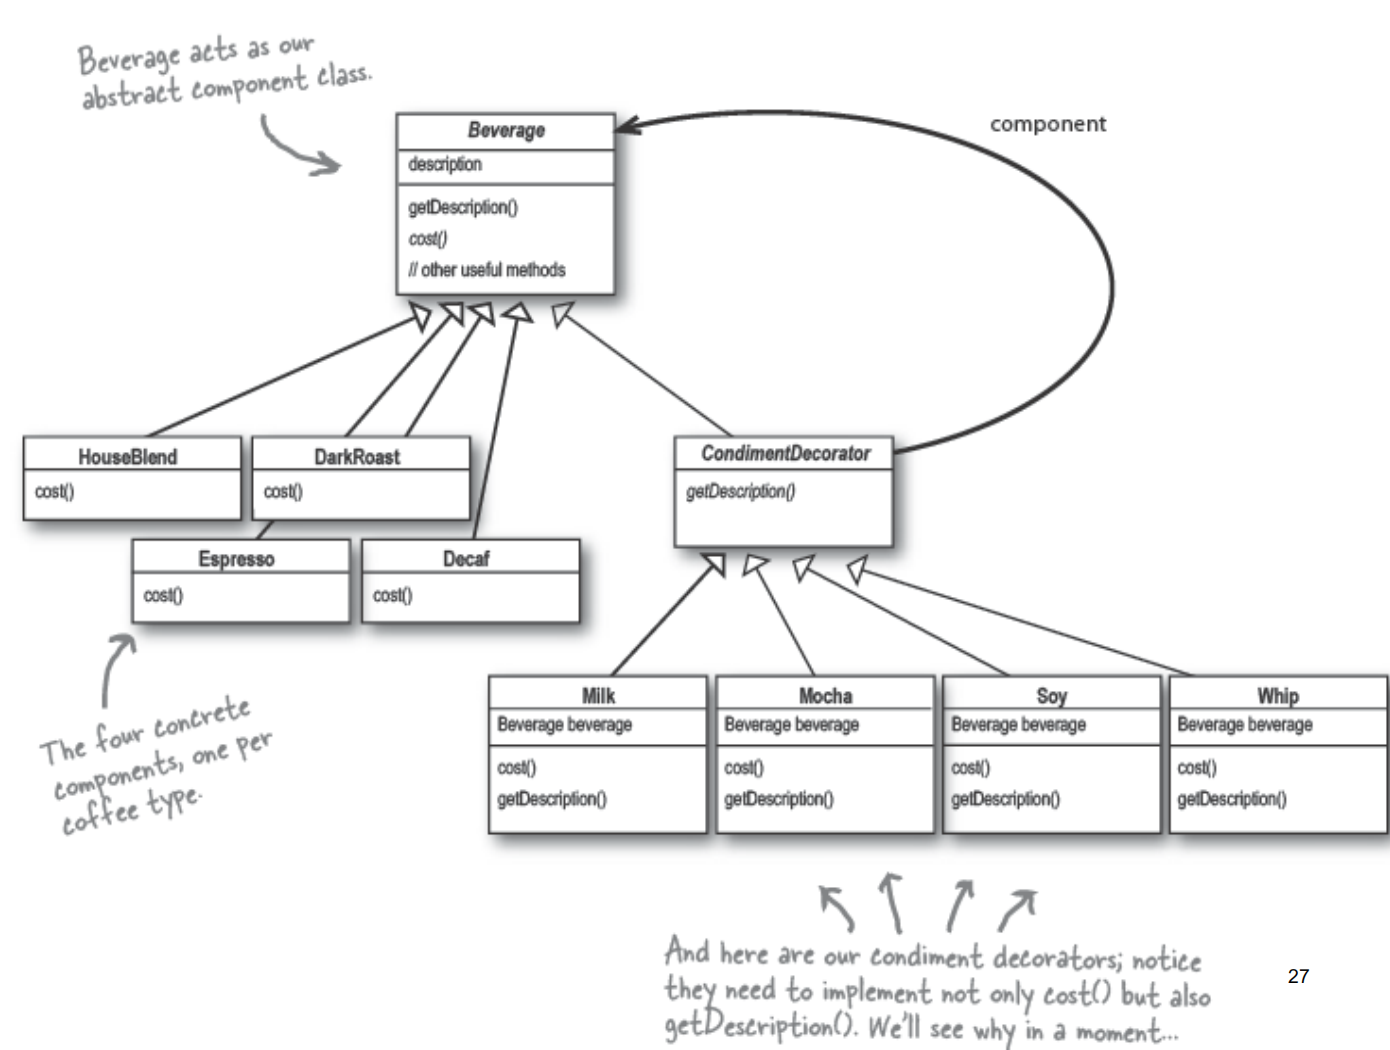 Beverage acts as our
abstract component class.
component
Beverage
description
getDescription()
cost()
// other useful methods
HouseBlend
cost()
DarkRoast
cost()
CondimentDecorator
getDescription()
Espresso
cost()
Decaf
cost()
The four concrete
components, one per
coffee type.
Milk
Beverage beverage
cost()
getDescription()
Mocha
Beverage beverage
cost()
getDescription()
Soy
Beverage beverage
cost()
getDescription()
Whip
Beverage beverage
cost()
getDescription()
And here are our condiment decorators; notice
they need to implement not only cost() but also
getDescription(). We'll see why in a moment...
27